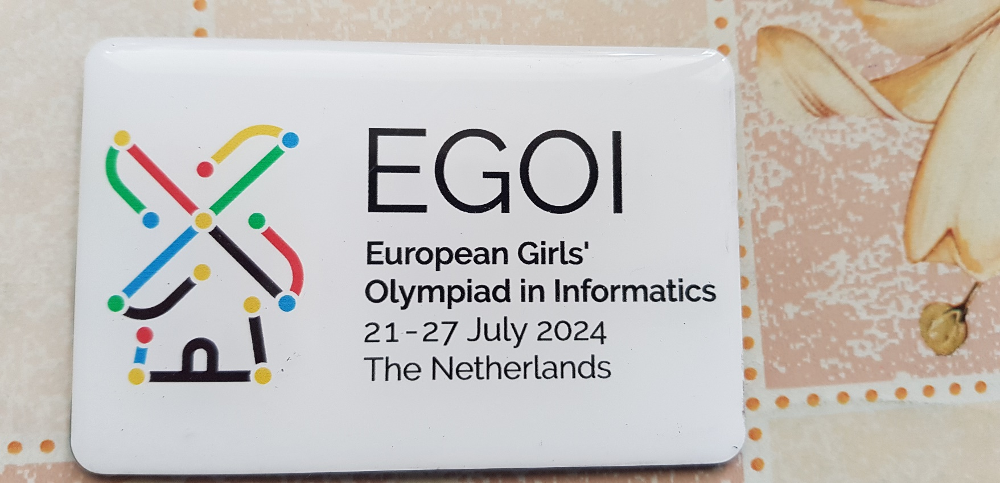 EGOI
European Girls'
Olympiad in Informatics
21-27 July 2024
The Netherlands